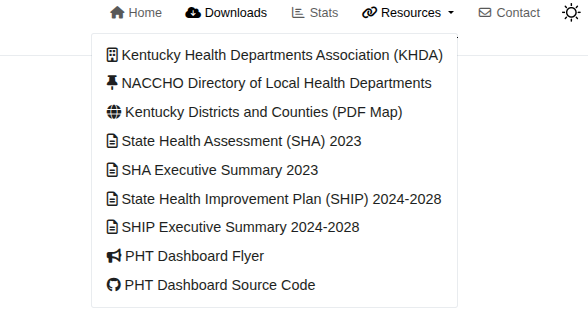 Home Downloads Stats Resources Contact
Kentucky Health Departments Association (KHDA)
NACCHO Directory of Local Health Departments
Kentucky Districts and Counties (PDF Map)
State Health Assessment (SHA) 2023
SHA Executive Summary 2023
State Health Improvement Plan (SHIP) 2024-2028
SHIP Executive Summary 2024-2028
PHT Dashboard Flyer
PHT Dashboard Source Code